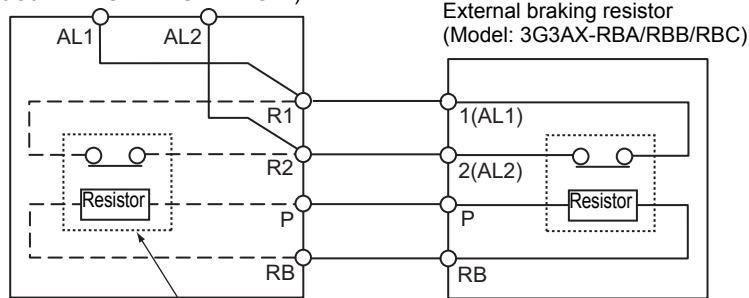 External braking resistor
(Model: 3G3AX-RBA/RBB/RBC)
AL1
AL2
R1
1(AL1)
R2
2(AL2)
Resistor
Resistor
P
P
RB
RB